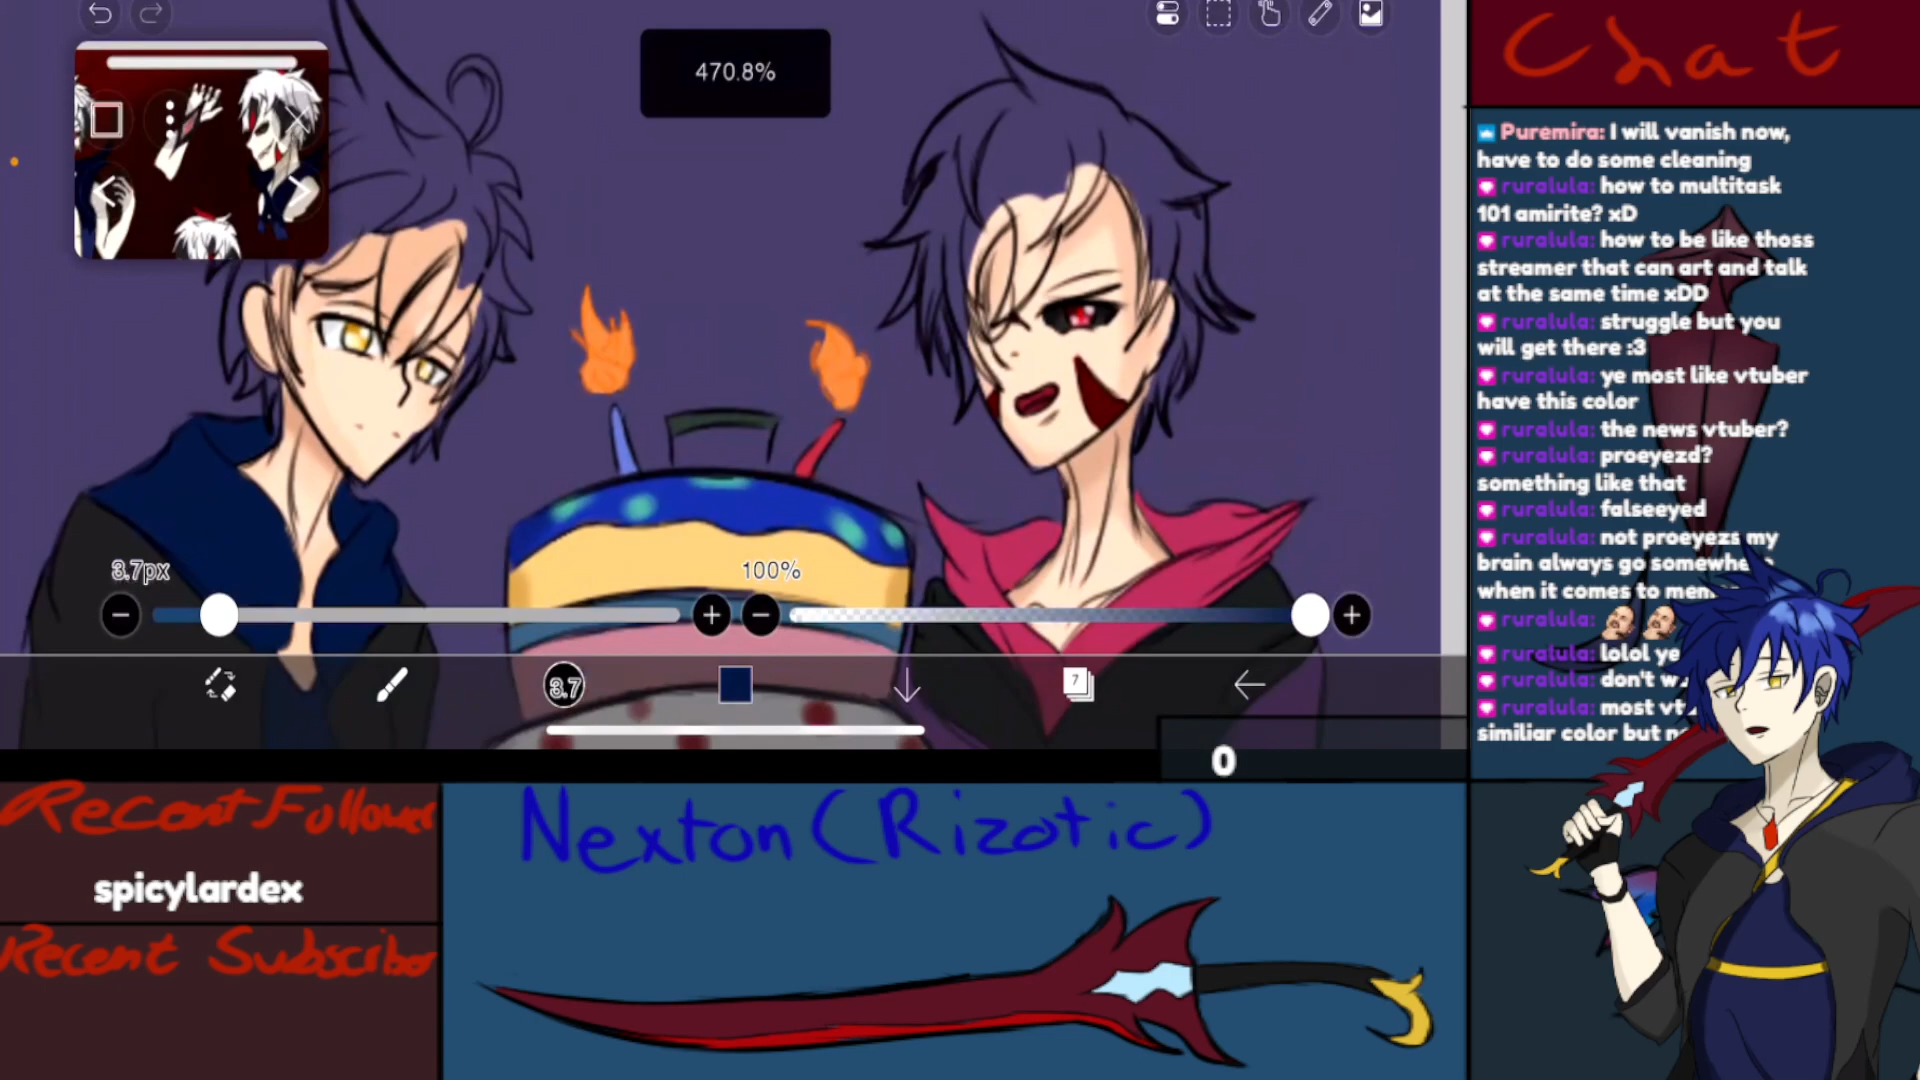 470.8%
3.7px
100%
3.7
7
0
Chat
Puremira: I will vanish now,
have to do some cleaning
ruralula: how to multitask
101 amirite? xD
ruralula: how to be like thoss
streamer that can art and talk
at the same time xDD
ruralula: struggle but you
will get there :3
ruralula: ye most like vtuber
have this color
ruralula: the news vtuber?
ruralula: proeyezd?
something like that
ruralula: falseeyed
ruralula: not proeyezs my
brain always go somewhe
when it comes to mem
ruralula:
ruralula: lolol ye
ruralula: don't w
ruralula: most vt
similiar color but n
Recent Follower
spicylardex
Recent Subscriber
Nexton (Rizotic)